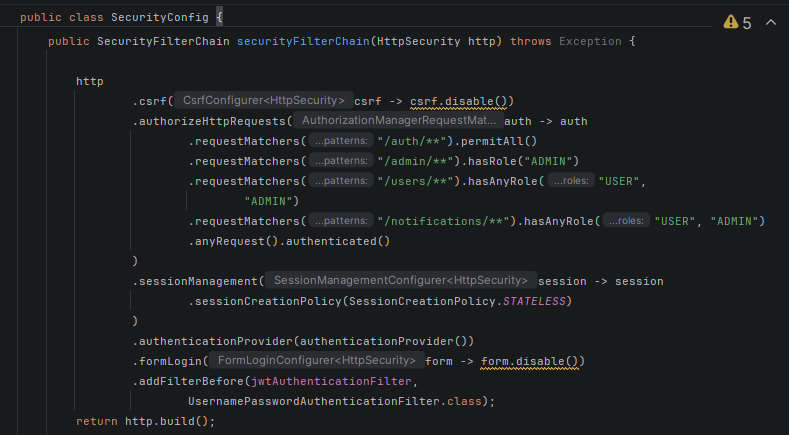 public class SecurityConfig {
5
public SecurityFilterChain securityFilterChain(HttpSecurity http) throws Exception {
http
.csrf( CsrfConfigurer<HttpSecurity> csrf -> csrf.disable())
.authorizeHttpRequests( AuthorizationManagerRequestMat... auth -> auth
.requestMatchers( ...patterns: "/auth/**").permitAll()
.requestMatchers( ...patterns: "/admin/**").hasRole("ADMIN")
.requestMatchers( ...patterns: "/users/**").hasAnyRole( ...roles: "USER",
"ADMIN")
.requestMatchers( ...patterns: "/notifications/**").hasAnyRole( ...roles: "USER", "ADMIN")
.anyRequest().authenticated()
)
.sessionManagement( SessionManagementConfigurer<HttpSecurity> session -> session
.sessionCreationPolicy(SessionCreationPolicy.STATELESS)
)
.authenticationProvider(authenticationProvider())
.formLogin( FormLoginConfigurer<HttpSecurity> form -> form.disable())
.addFilterBefore(jwtAuthenticationFilter,
UsernamePasswordAuthenticationFilter.class);
return http.build();